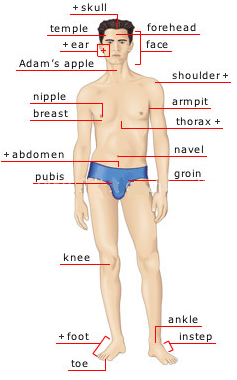 + skull
temple
forehead
+ ear
face
Adam's apple
shoulder +
nipple
armpit
breast
thorax +
navel
+ abdomen
pubis
groin
knee
ankle
+ foot
instep
toe